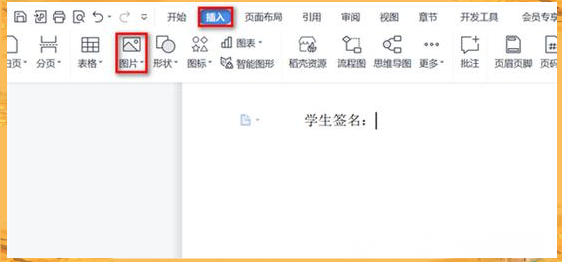 开始 插入 页面布局 引用 审阅 视图 章节 开发工具 会员专享
图表
分页 表格 图片 形状 图标 智能图形 稻壳资源 流程图 思维导图 更多 批注 页眉页脚 页码
学生签名：